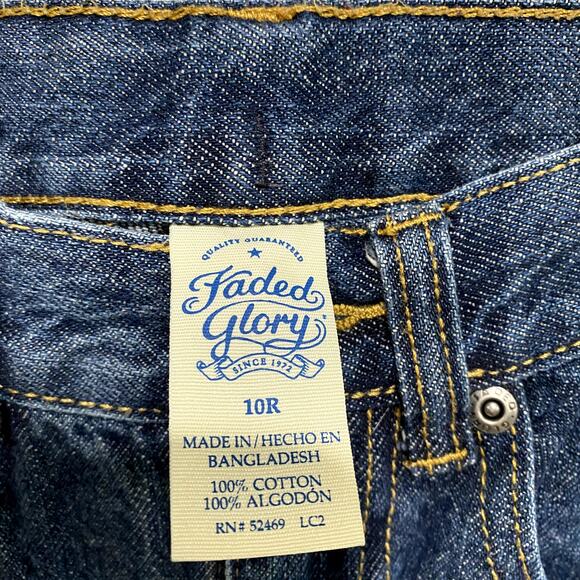 QUALITY GUARANTEED
Faded
Glory
SINCE 1972
10R
MADE IN/HECHO EN
BANGLADESH
100% COTTON
100% ALGODÓN
RN# 52469 LC2